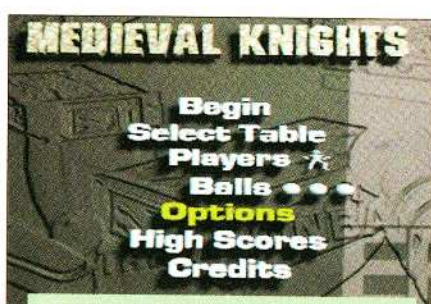 MEDIEVAL KNIGHTS
Begin
Select Table
Players
Balls
Options
High Scores
Credits